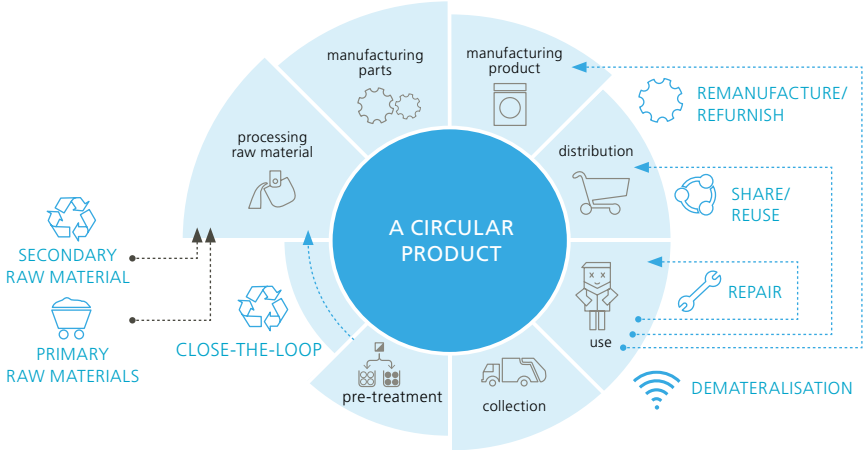 manufacturing
parts
manufacturing
product
REMANUFACTURE/
REFURNISH
processing
raw material
distribution
SHARE/
REUSE
A CIRCULAR
PRODUCT
SECONDARY
RAW MATERIAL
REPAIR
use
PRIMARY
RAW MATERIALS
CLOSE-THE-LOOP
pre-treatment
collection
DEMATERALISATION